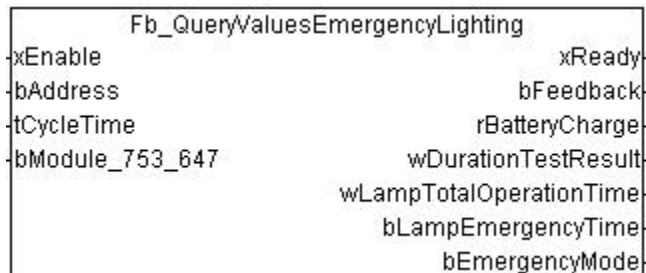 Fb_QueryValuesEmergencyLighting
xEnable xReady
bAddress bFeedback
tCycleTime rBatteryCharge
bModule_753_647 wDurationTestResult
wLampTotalOperationTime
bLampEmergencyTime
bEmergencyMode